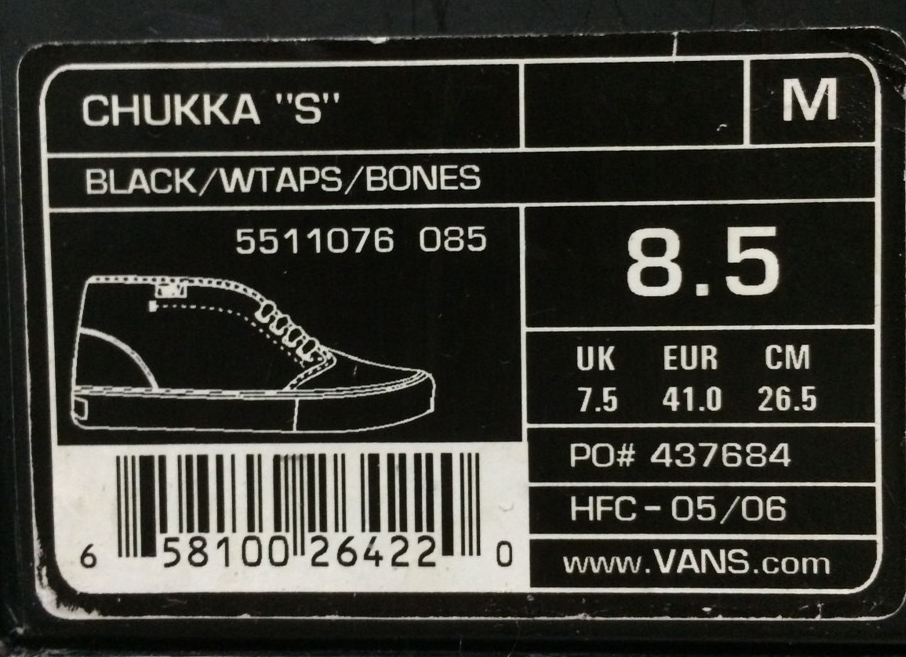 CHUKKA "S"
M
BLACK/WTAPS/BONES
5511076 085
8.5
UK EUR CM
7.5 41.0 26.5
PO# 437684
HFC - 05/06
www.VANS.com
6 58100 26422 0